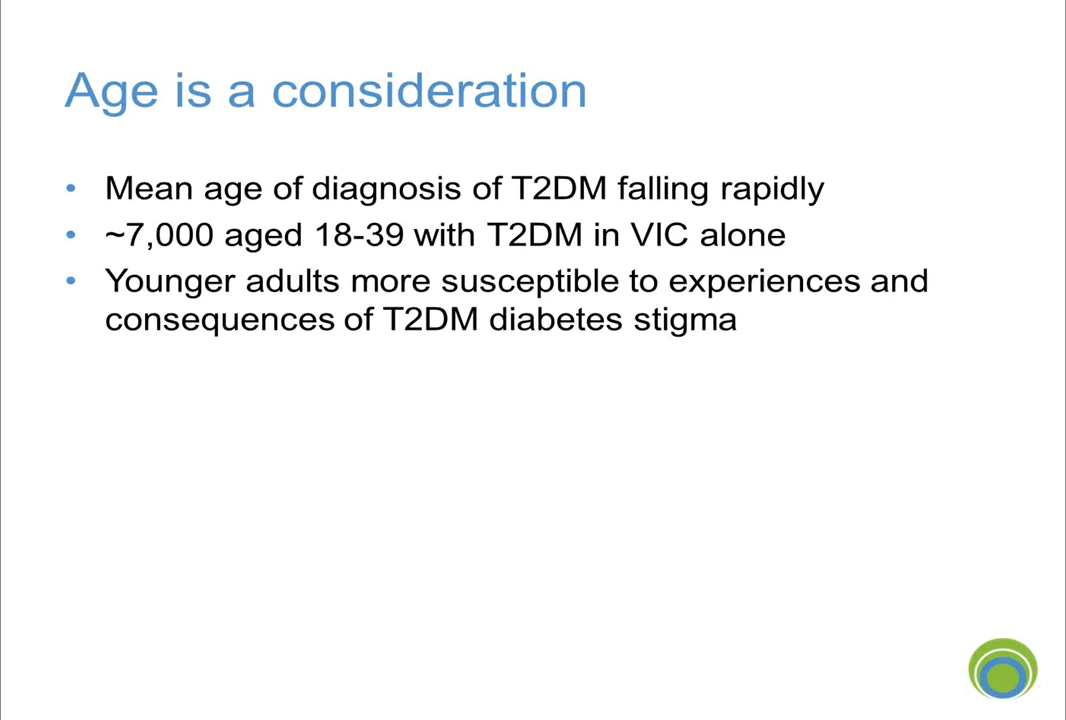 Age is a consideration
• Mean age of diagnosis of T2DM falling rapidly
• ~7,000 aged 18-39 with T2DM in VIC alone
• Younger adults more susceptible to experiences and
consequences of T2DM diabetes stigma